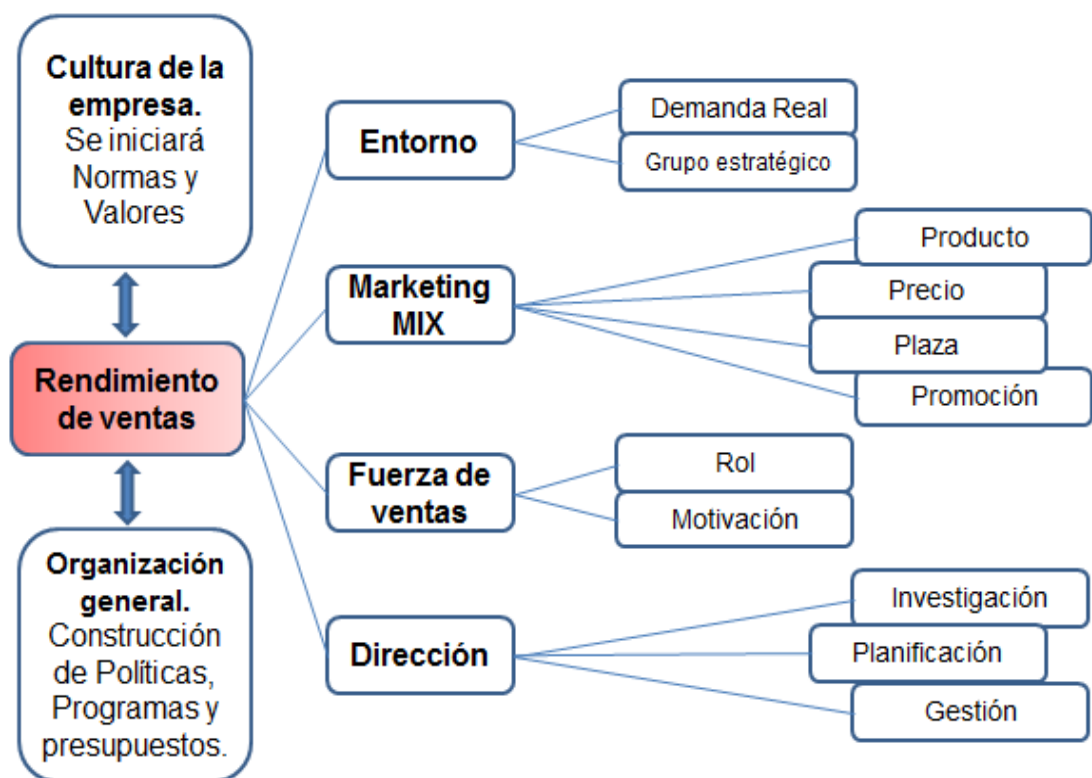 Cultura de la
empresa.
Se iniciará
Normas y
Valores
Rendimiento
de ventas
Organización
general.
Construcción
de Políticas,
Programas y
presupuestos.
Entorno
Demanda Real
Grupo estratégico
Marketing
MIX
Producto
Precio
Plaza
Promoción
Fuerza de
ventas
Rol
Motivación
Dirección
Investigación
Planificación
Gestión